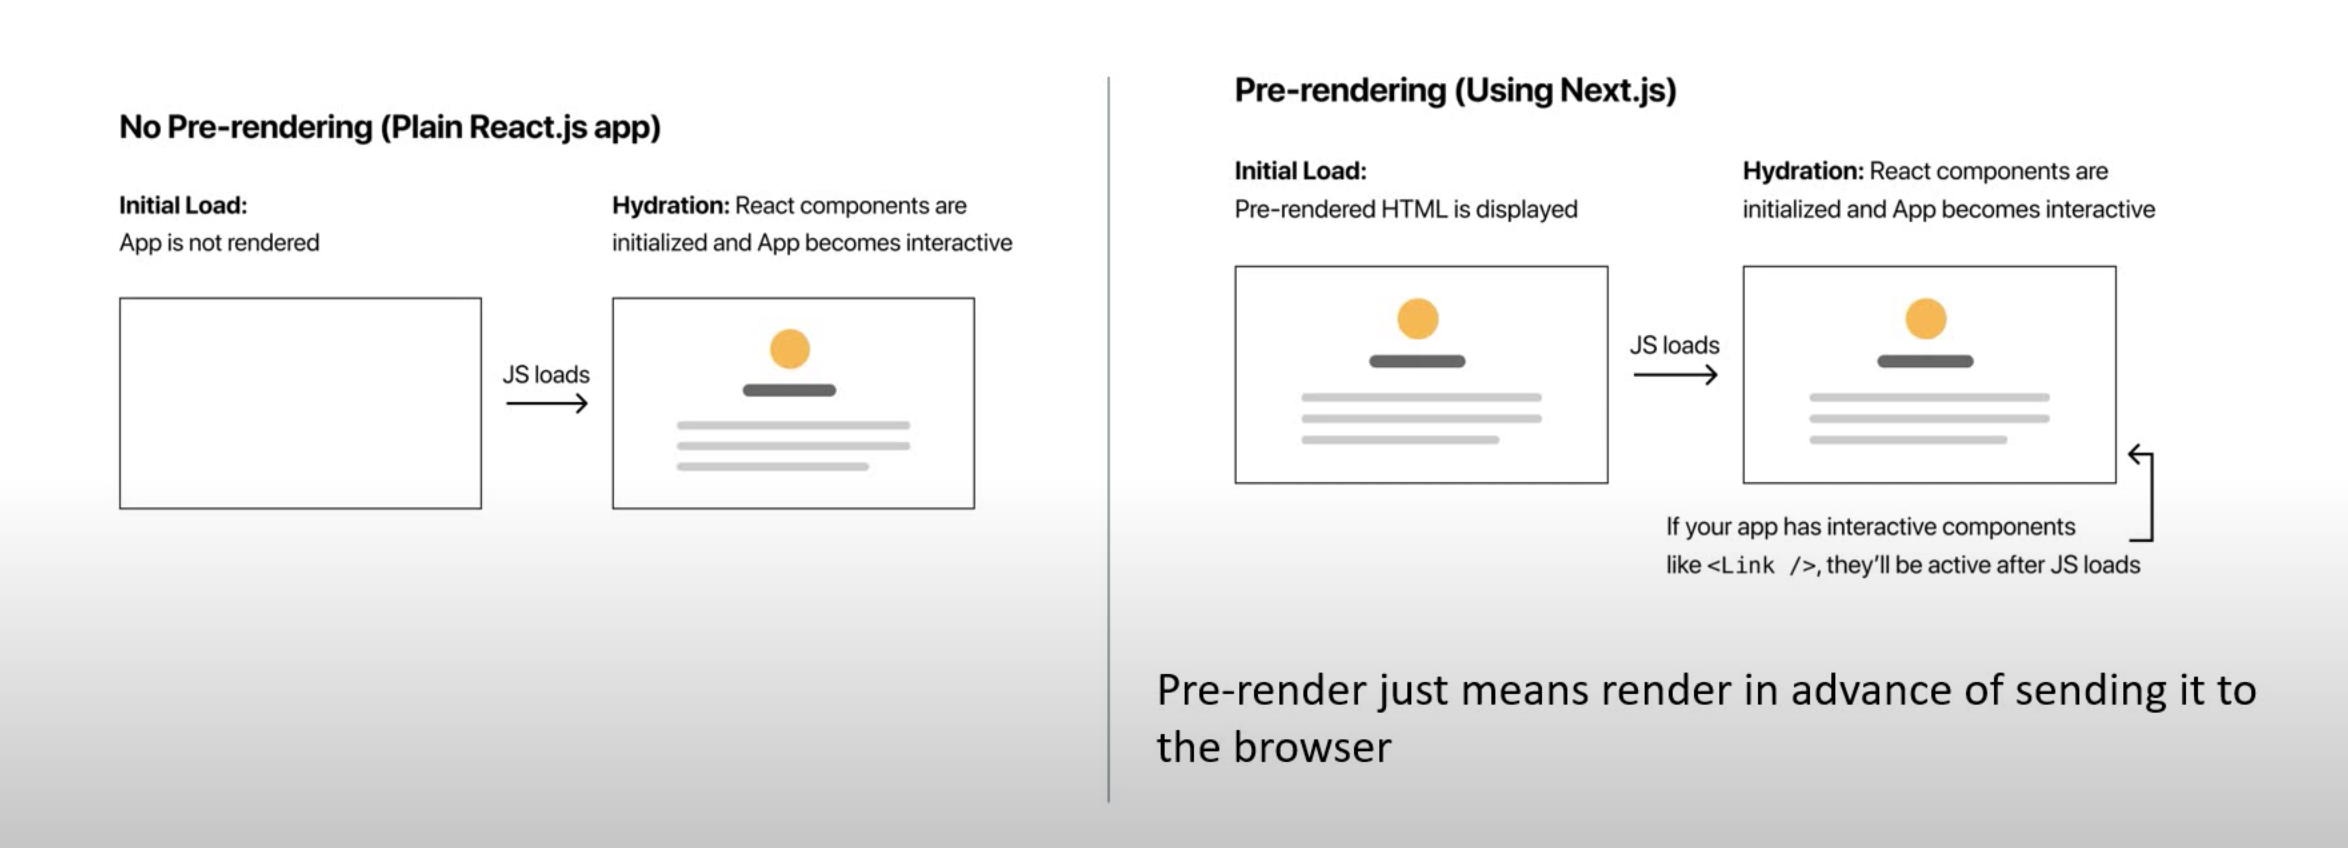 No Pre-rendering (Plain React.js app)
Initial Load:
App is not rendered
Hydration: React components are
initialized and App becomes interactive
JS loads
Pre-rendering (Using Next.js)
Initial Load:
Pre-rendered HTML is displayed
Hydration: React components are
initialized and App becomes interactive
JS loads
If your app has interactive components
like <Link />, they'll be active after JS loads
Pre-render just means render in advance of sending it to
the browser